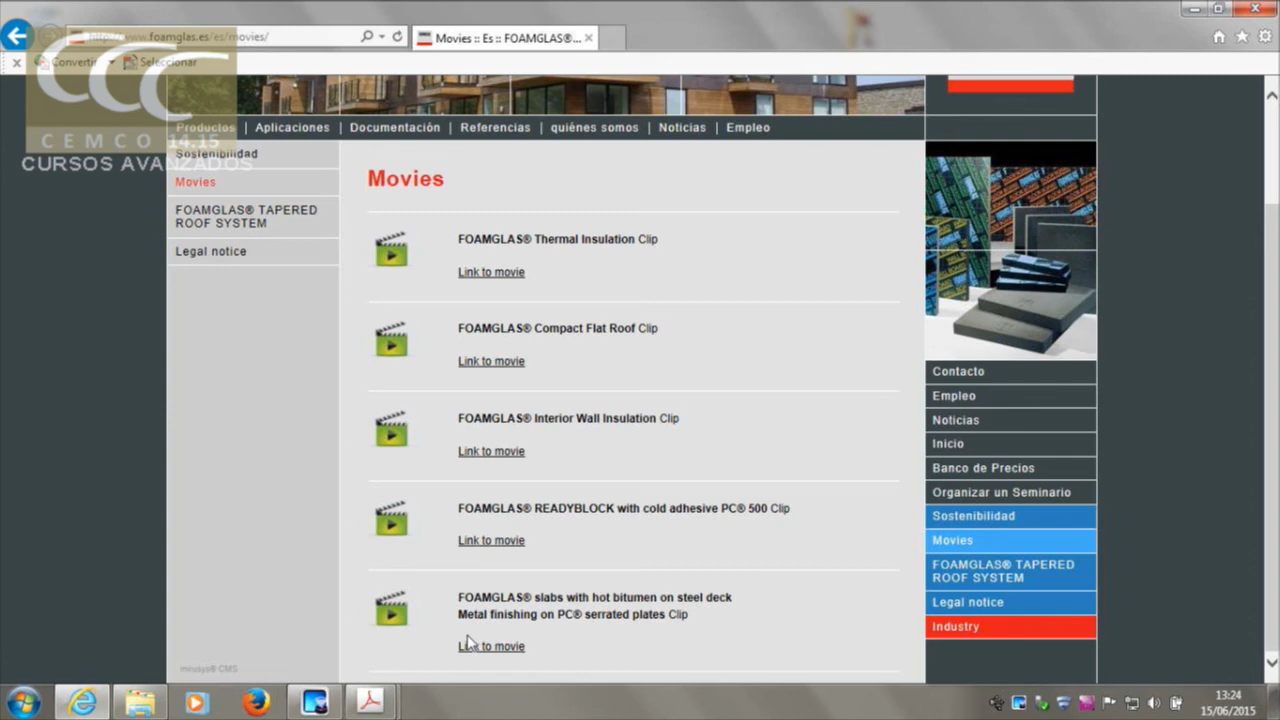 http://www.foamglas.es/es/movies/
Movies :: Es :: FOAMGLAS®...
Convertir
Seleccionar
CEMCO 14.15
CURSOS AVANZADOS
Productos
Aplicaciones
Documentación
Referencias
quiénes somos
Noticias
Empleo
Sostenibilidad
Movies
FOAMGLAS® TAPERED
ROOF SYSTEM
Legal notice
Movies
FOAMGLAS® Thermal Insulation Clip
Link to movie
FOAMGLAS® Compact Flat Roof Clip
Link to movie
FOAMGLAS® Interior Wall Insulation Clip
Link to movie
FOAMGLAS® READYBLOCK with cold adhesive PC® 500 Clip
Link to movie
FOAMGLAS® slabs with hot bitumen on steel deck
Metal finishing on PC® serrated plates Clip
Link to movie
Contacto
Empleo
Noticias
Inicio
Banco de Precios
Organizar un Seminario
Sostenibilidad
Movies
FOAMGLAS® TAPERED
ROOF SYSTEM
Legal notice
Industry
CMS
13:24
15/06/2015